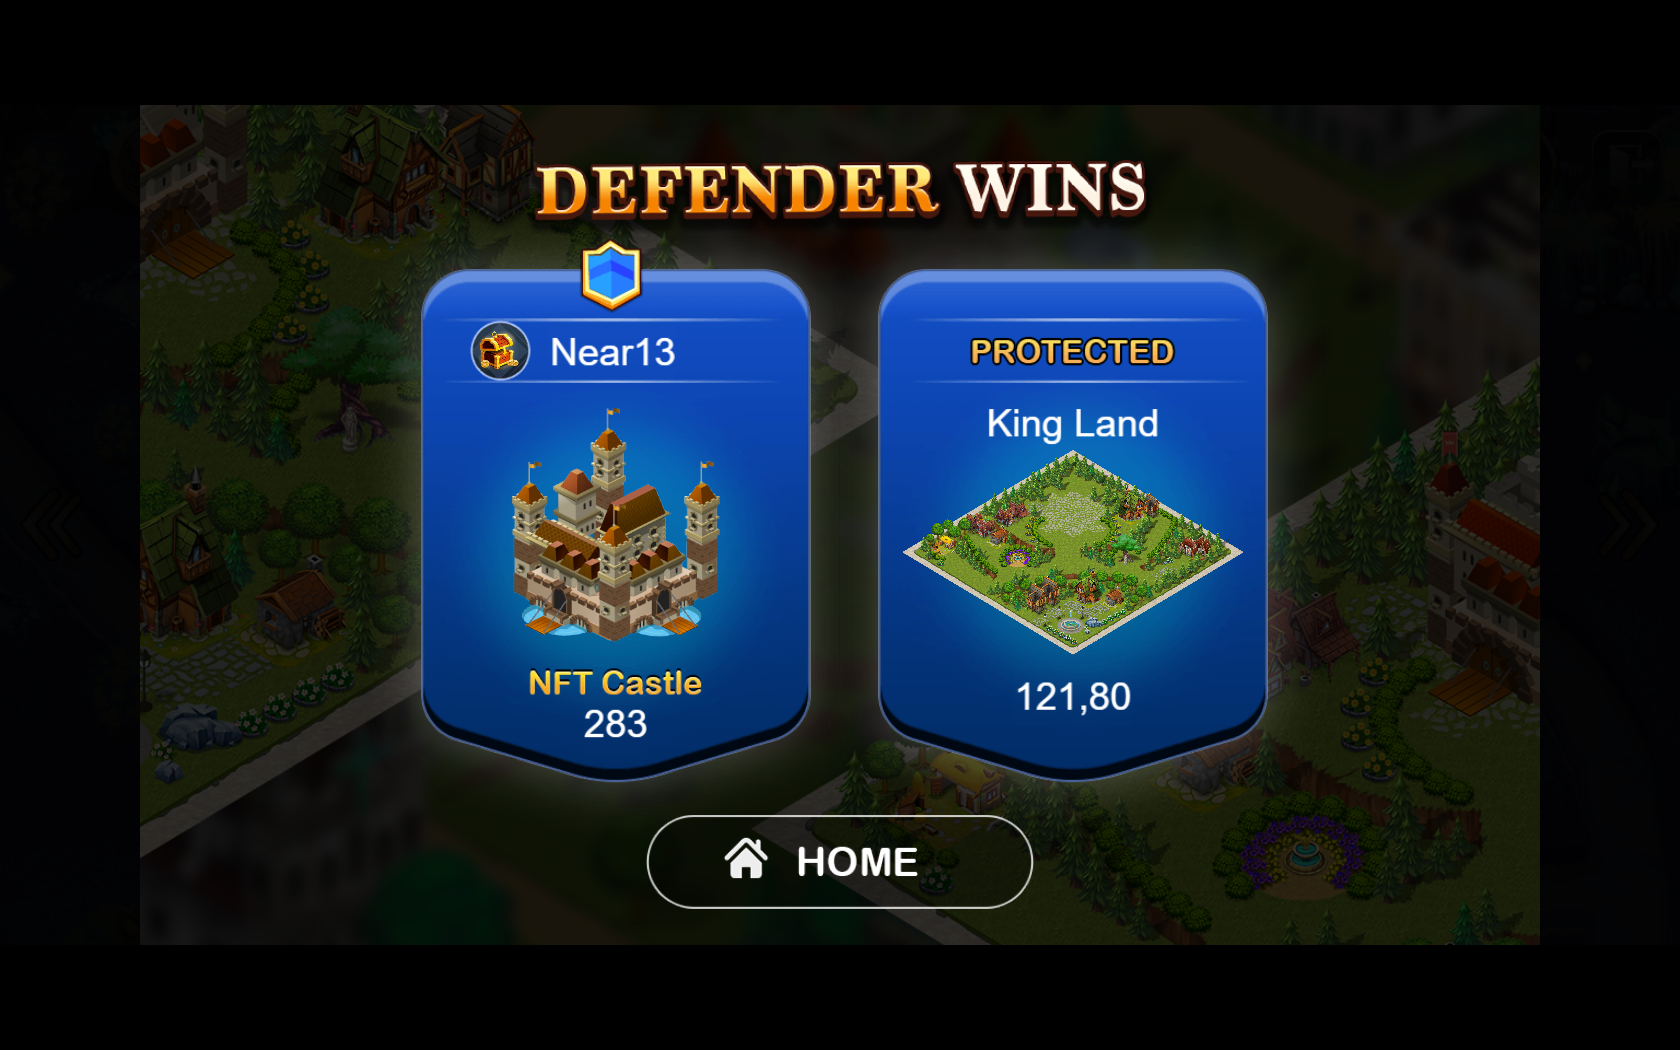 DEFENDER WINS
Near13
NFT Castle
283
PROTECTED
King Land
121,80
HOME